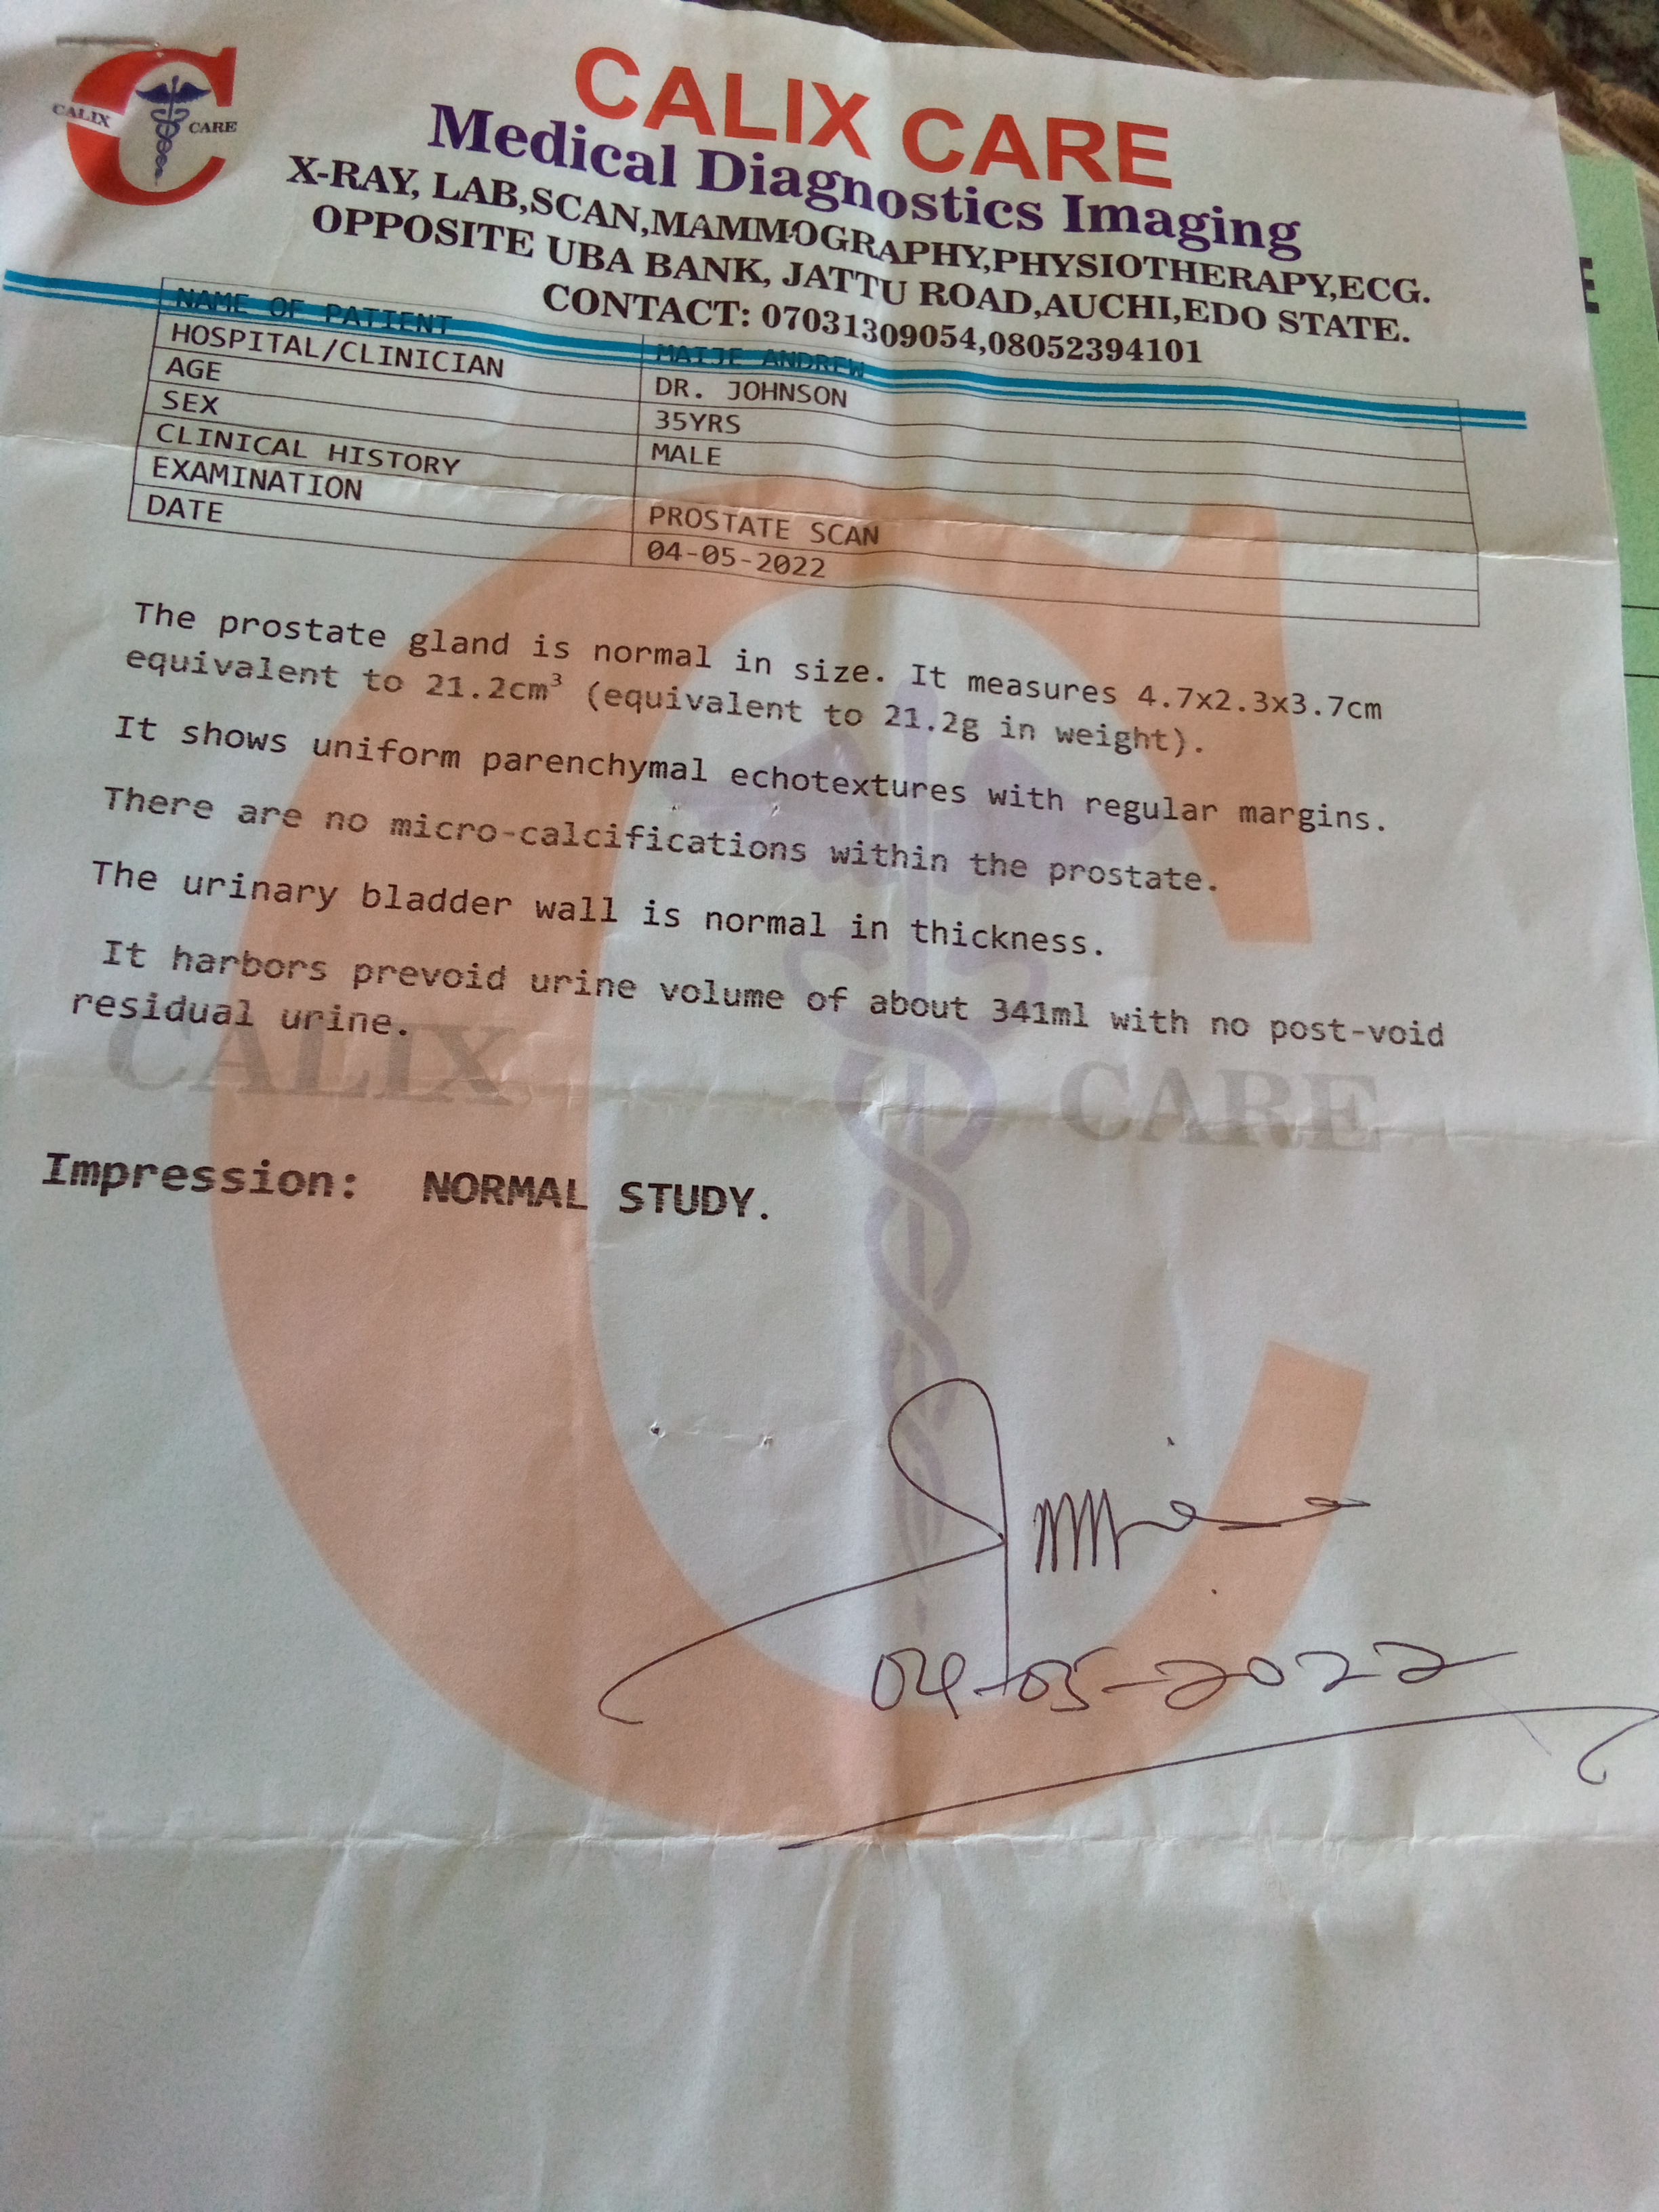 CALIX CARE
CALIX CARE
Medical Diagnostics Imaging
X-RAY, LAB,SCAN,MAMMOGRAPHY,PHYSIOTHERAPY,ECG.
OPPOSITE UBA BANK, JATTU ROAD,AUCHI,EDO STATE.
CONTACT: 07031309054,08052394101
NAME OF PATIENT MAIJE ANDREW
HOSPITAL/CLINICIAN DR. JOHNSON
AGE 35YRS
SEX MALE
CLINICAL HISTORY
EXAMINATION PROSTATE SCAN
DATE 04-05-2022
The prostate gland is normal in size. It measures 4.7x2.3x3.7cm
equivalent to 21.2cm³ (equivalent to 21.2g in weight).
It shows uniform parenchymal echotextures with regular margins.
There are no micro-calcifications within the prostate.
The urinary bladder wall is normal in thickness.
It harbors prevoid urine volume of about 341ml with no post-void
residual urine.
CALIX CARE
Impression: NORMAL STUDY.
04-05-2022
E